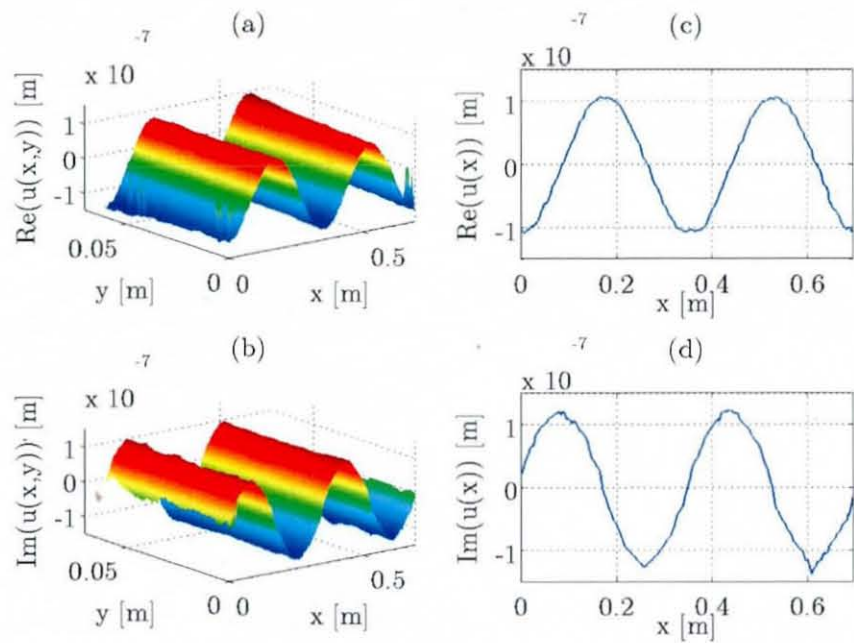 (a)
-7
x 10
Re(u(x,y)) [m]
1
0
-1
0.05
0
0
0.5
y [m]
x [m]
(c)
-7
x 10
Re(u(x)) [m]
1
0
-1
0
0.2
0.4
0.6
x [m]
(b)
-7
x 10
Im(u(x,y)) [m]
1
0
-1
0.05
0
0
0.5
y [m]
x [m]
(d)
-7
x 10
Im(u(x)) [m]
1
0
-1
0
0.2
0.4
0.6
x [m]